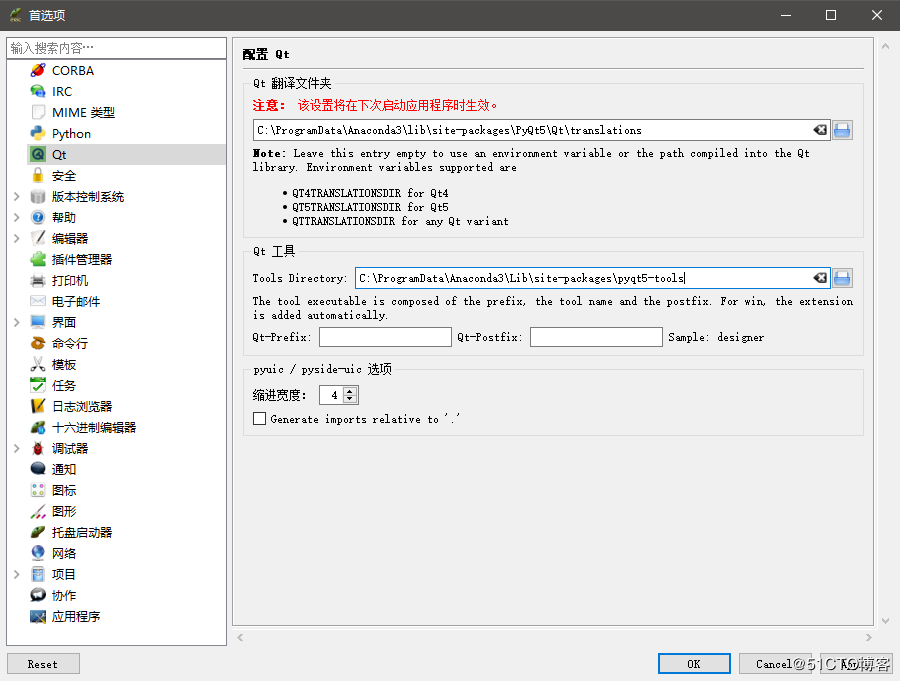 首选项
输入搜索内容…
CORBA
IRC
MIME 类型
Python
Qt
安全
版本控制系统
帮助
编辑器
插件管理器
打印机
电子邮件
界面
命令行
模板
任务
日志浏览器
十六进制编辑器
调试器
通知
图标
图形
托盘启动器
网络
项目
协作
应用程序
配置 Qt
Qt 翻译文件夹
注意： 该设置将在下次启动应用程序时生效。
C:\ProgramData\Anaconda3\lib\site-packages\PyQt5\Qt\translations
Note: Leave this entry empty to use an environment variable or the path compiled into the Qt
library. Environment variables supported are
• QT4TRANSLATIONSDIR for Qt4
• QT5TRANSLATIONSDIR for Qt5
• QTTRANSLATIONSDIR for any Qt variant
Qt 工具
Tools Directory: C:\ProgramData\Anaconda3\Lib\site-packages\pyqt5-tools
The tool executable is composed of the prefix, the tool name and the postfix. For win, the extension
is added automatically.
Qt-Prefix: Qt-Postfix: Sample: designer
pyuic / pyside-uic 选项
缩进宽度： 4
Generate imports relative to '.'
Reset OK Cancel Apply
@51CTO博客